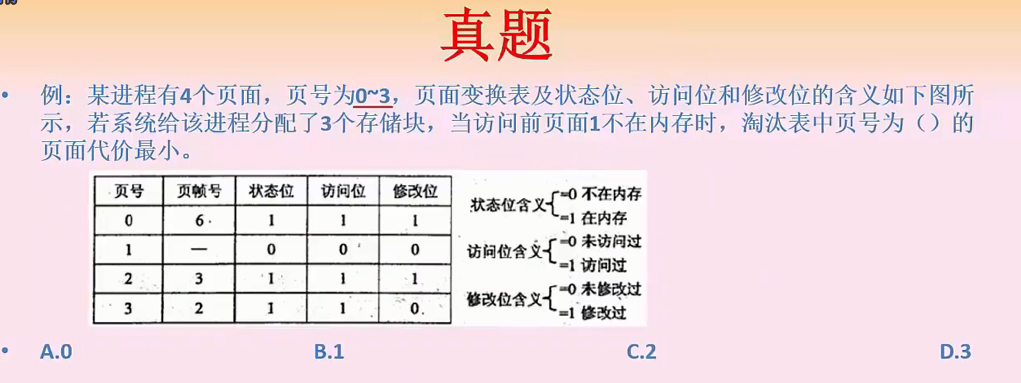 真题
• 例：某进程有4个页面，页号为0~3，页面变换表及状态位、访问位和修改位的含义如下图所
示，若系统给该进程分配了3个存储块，当访问前页面1不在内存时，淘汰表中页号为（）的
页面代价最小。
页号 页帧号 状态位 访问位 修改位
0 6 1 1 1
1 — 0 0 0
2 3 1 1 1
3 2 1 1 0
状态位含义 =0 不在内存
=1 在内存
访问位含义 =0 未访问过
=1 访问过
修改位含义 =0 未修改过
=1 修改过
• A.0 B.1 C.2 D.3